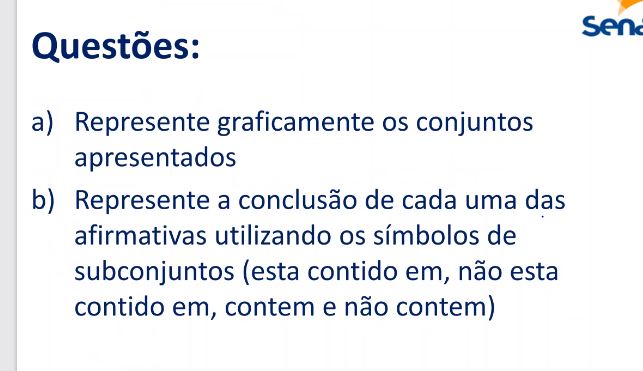 Sena
Questões:
a) Represente graficamente os conjuntos
apresentados
b) Represente a conclusão de cada uma das
afirmativas utilizando os símbolos de
subconjuntos (esta contido em, não esta
contido em, contem e não contem)